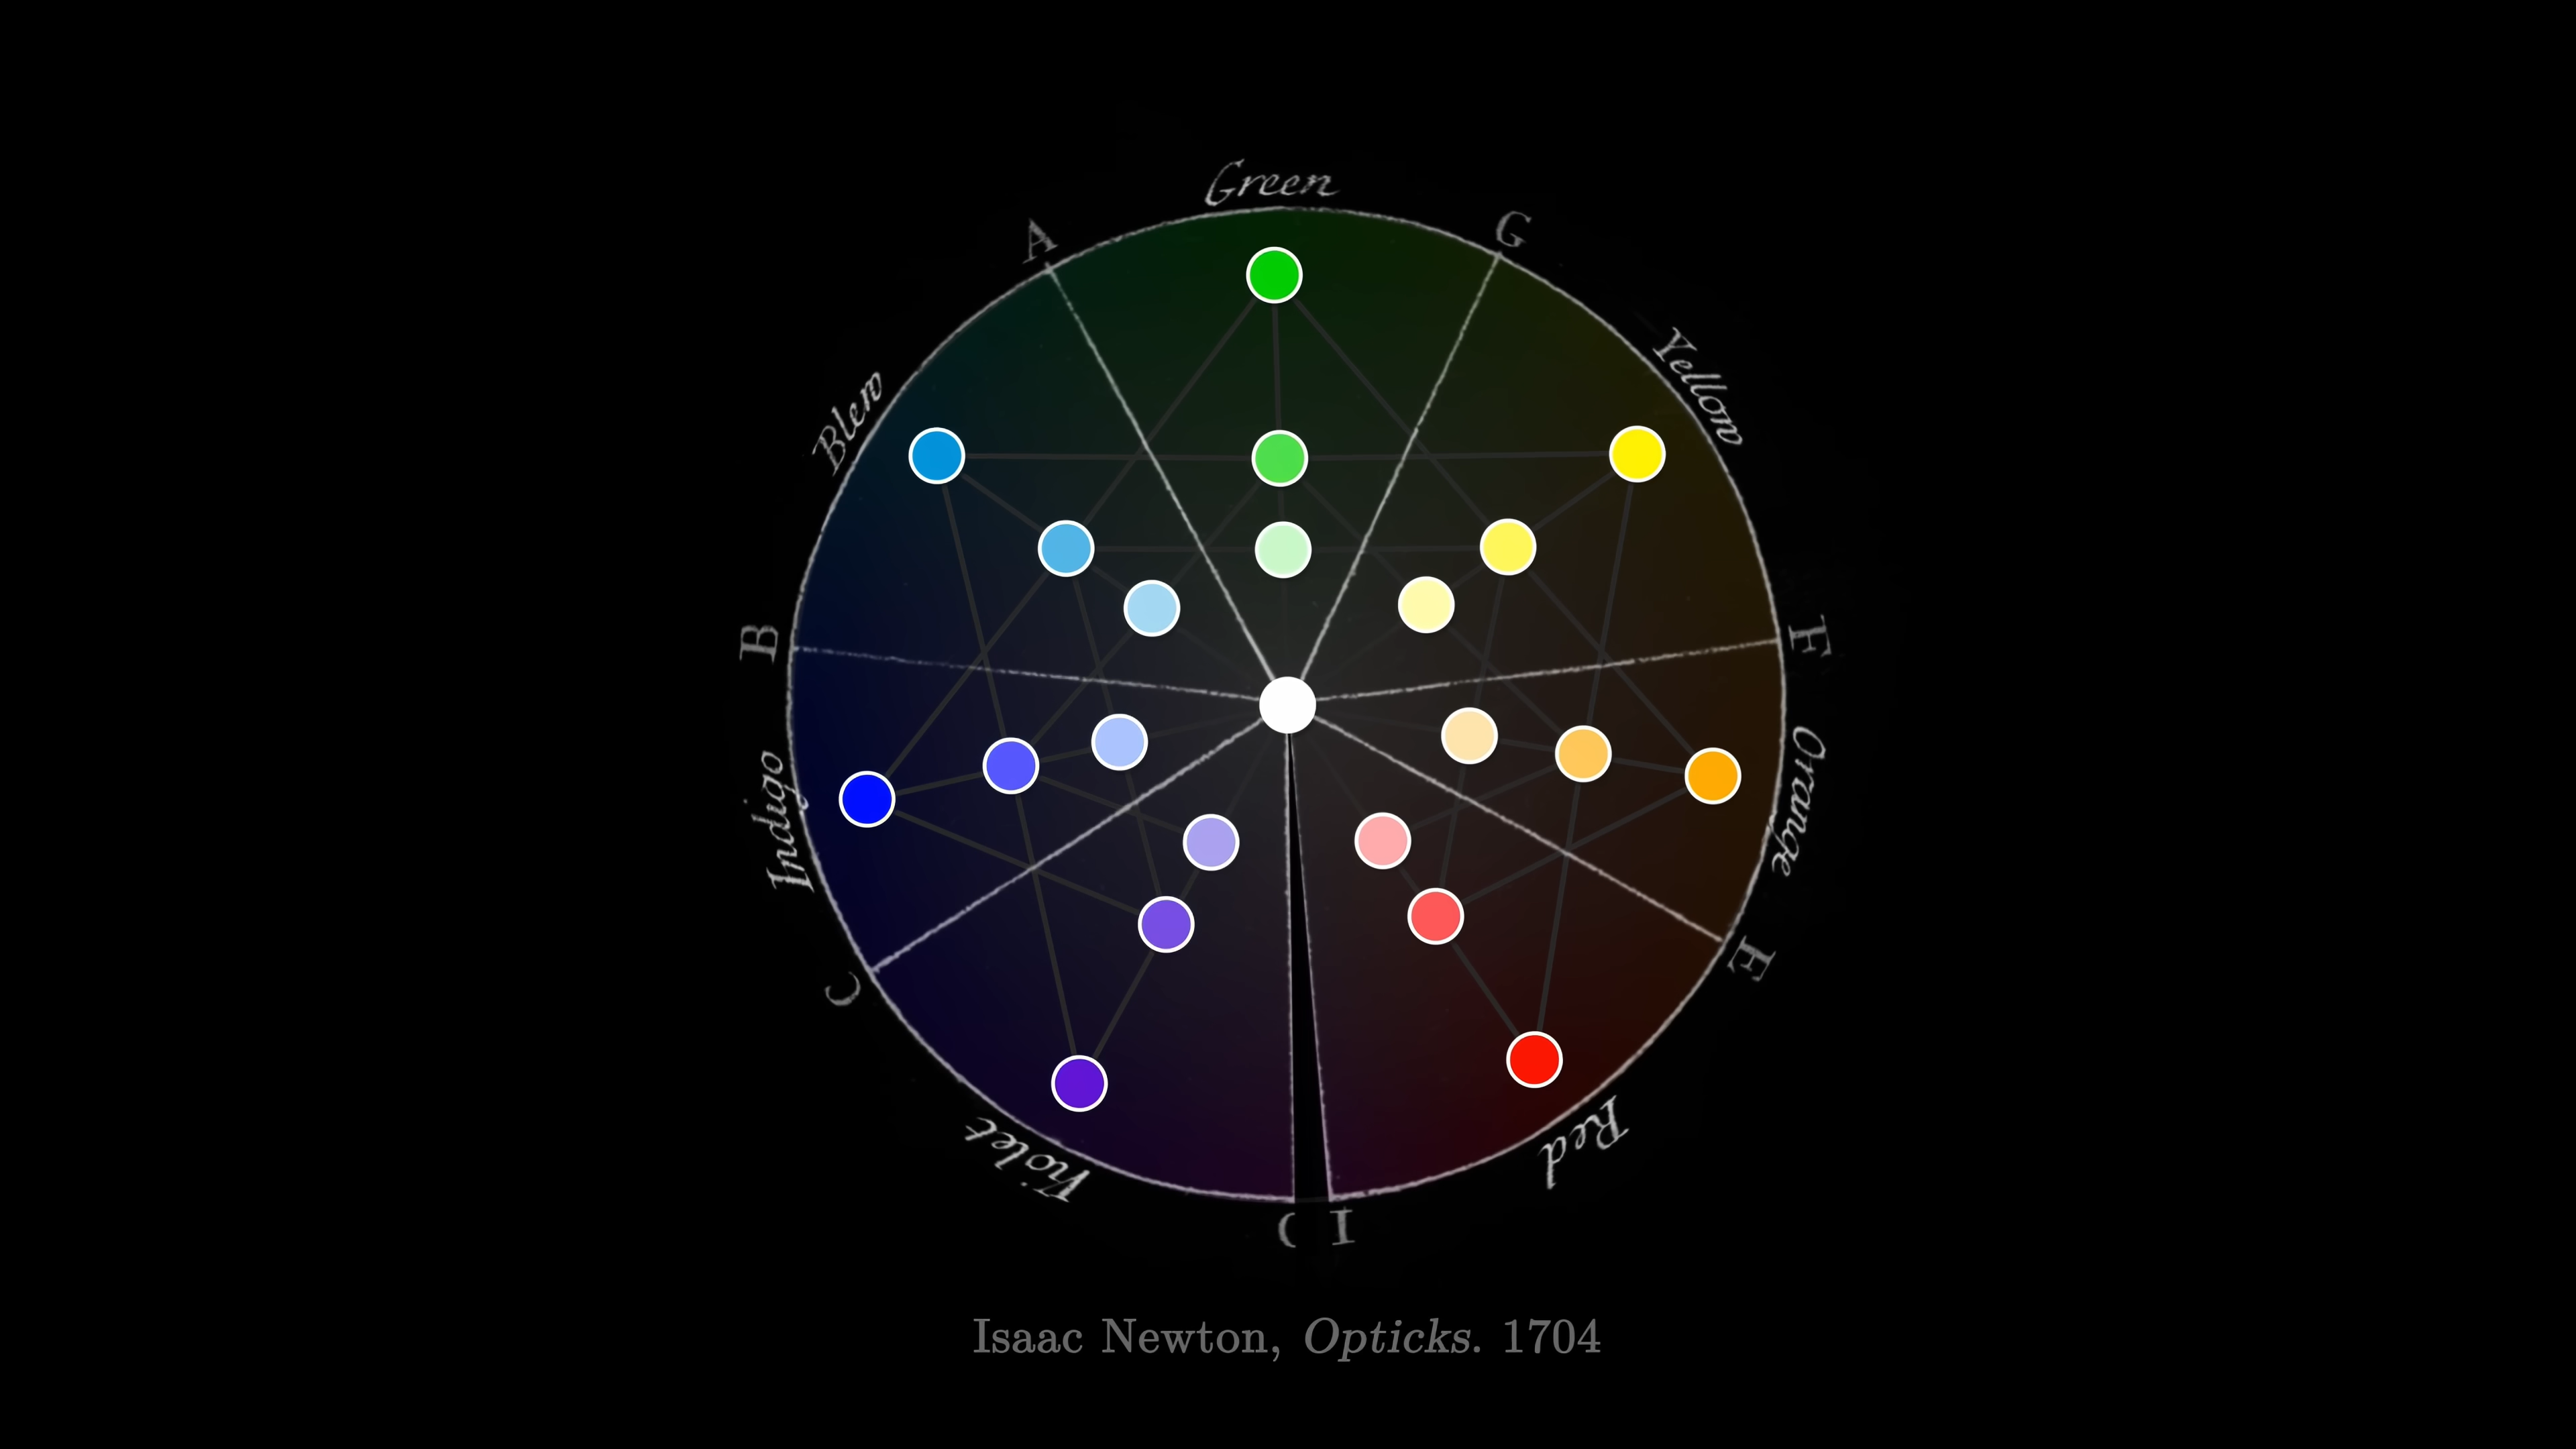 Green
A
G
Yellow
Blew
B
F
Indigo
Orange
C
E
Violet
Red
D
I
Isaac Newton, Opticks. 1704